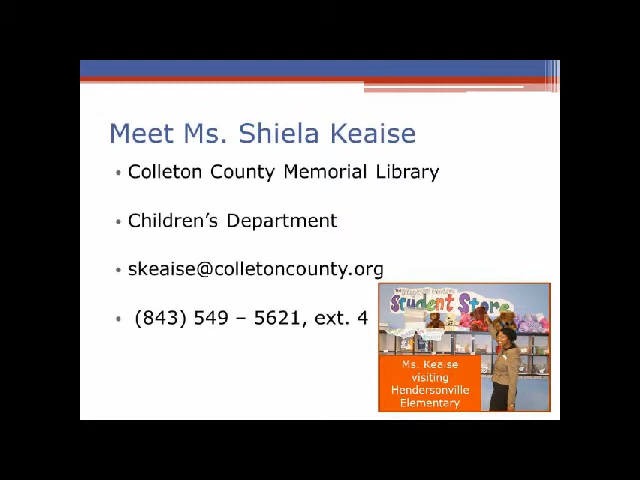 Meet Ms. Shiela Keaise
• Colleton County Memorial Library
• Children's Department
• skeaise@colletoncounty.org
• (843) 549 – 5621, ext. 4
Student Store
Ms. Keaise
visiting
Hendersonville
Elementary